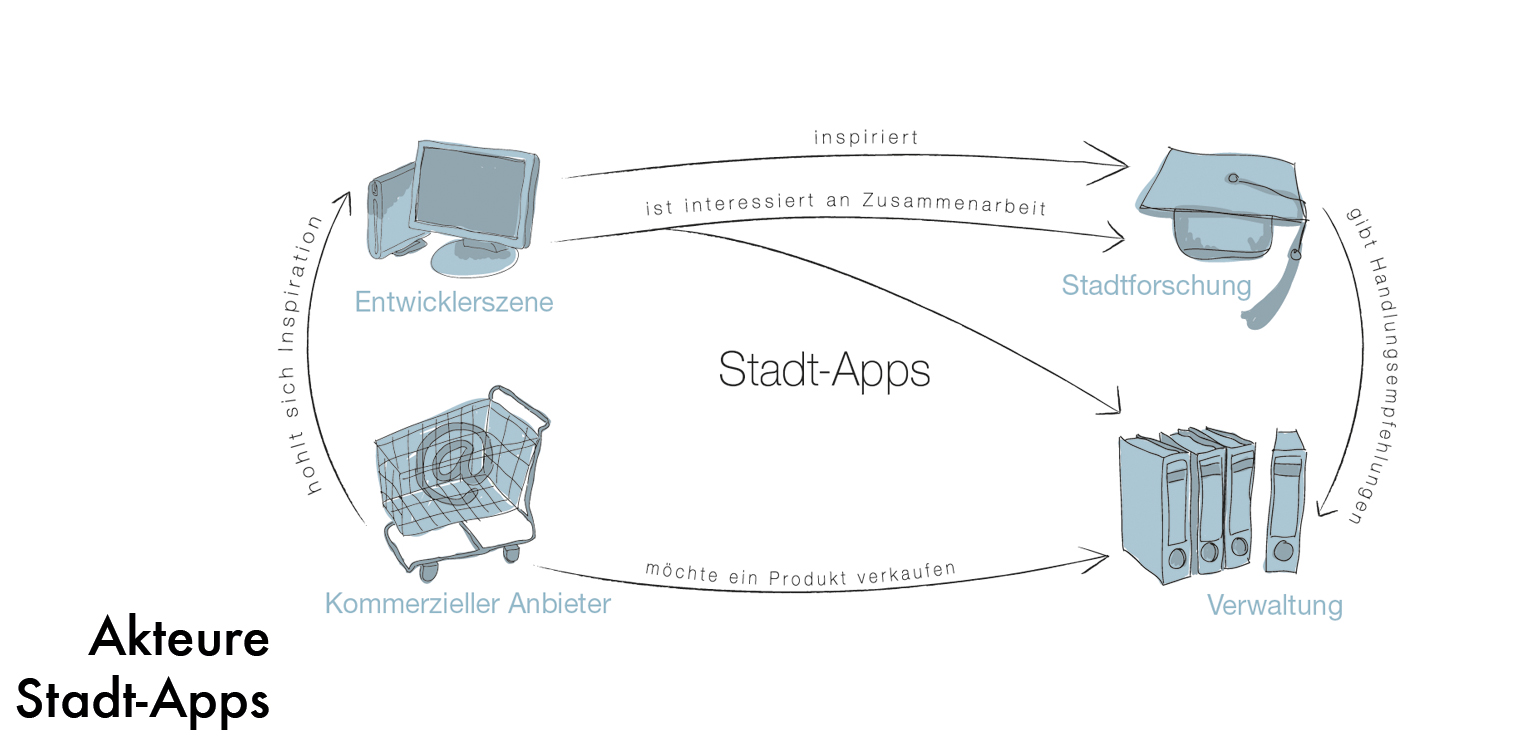 inspiriert
ist interessiert an Zusammenarbeit
hohlt sich Inspiration
gibt Handlungsempfehlungen
Entwicklerszene
Stadtforschung
Stadt-Apps
@
möchte ein Produkt verkaufen
Kommerzieller Anbieter
Verwaltung
Akteure
Stadt-Apps